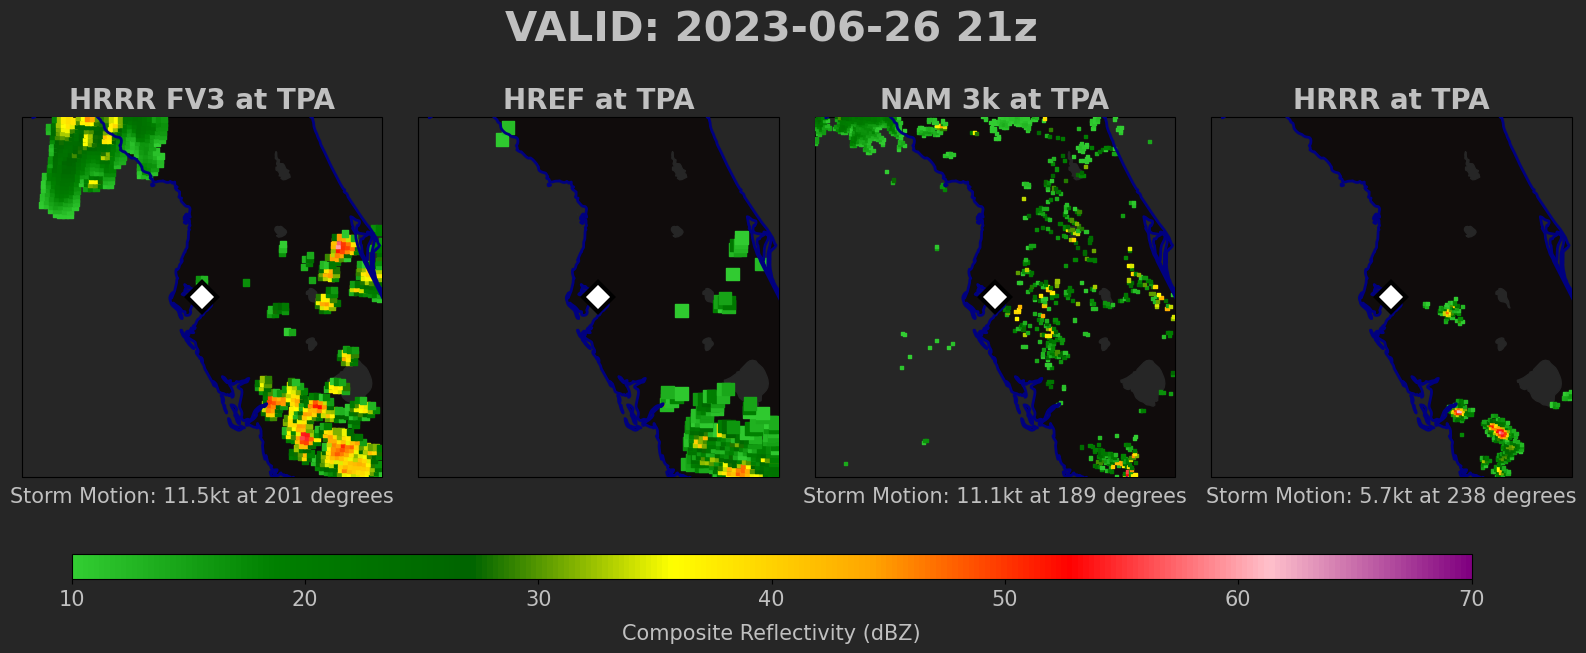 VALID: 2023-06-26 21z
HRRR FV3 at TPA
HREF at TPA
NAM 3k at TPA
HRRR at TPA
Storm Motion: 11.5kt at 201 degrees
Storm Motion: 11.1kt at 189 degrees
Storm Motion: 5.7kt at 238 degrees
10 20 30 40 50 60 70
Composite Reflectivity (dBZ)